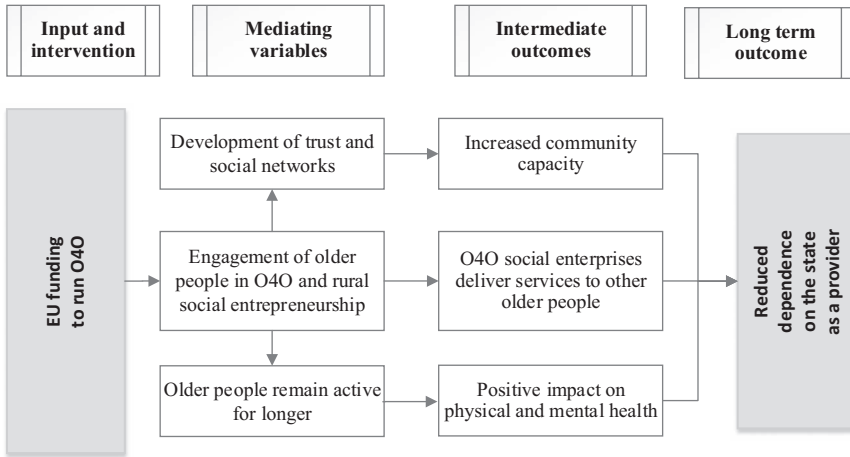 Input and
intervention
Mediating
variables
Intermediate
outcomes
Long term
outcome
EU funding
to run O4O
Development of trust and
social networks
Increased community
capacity
Engagement of older
people in O4O and rural
social entrepreneurship
O4O social enterprises
deliver services to other
older people
Older people remain active
for longer
Positive impact on
physical and mental health
Reduced
dependence
on the state
as a provider